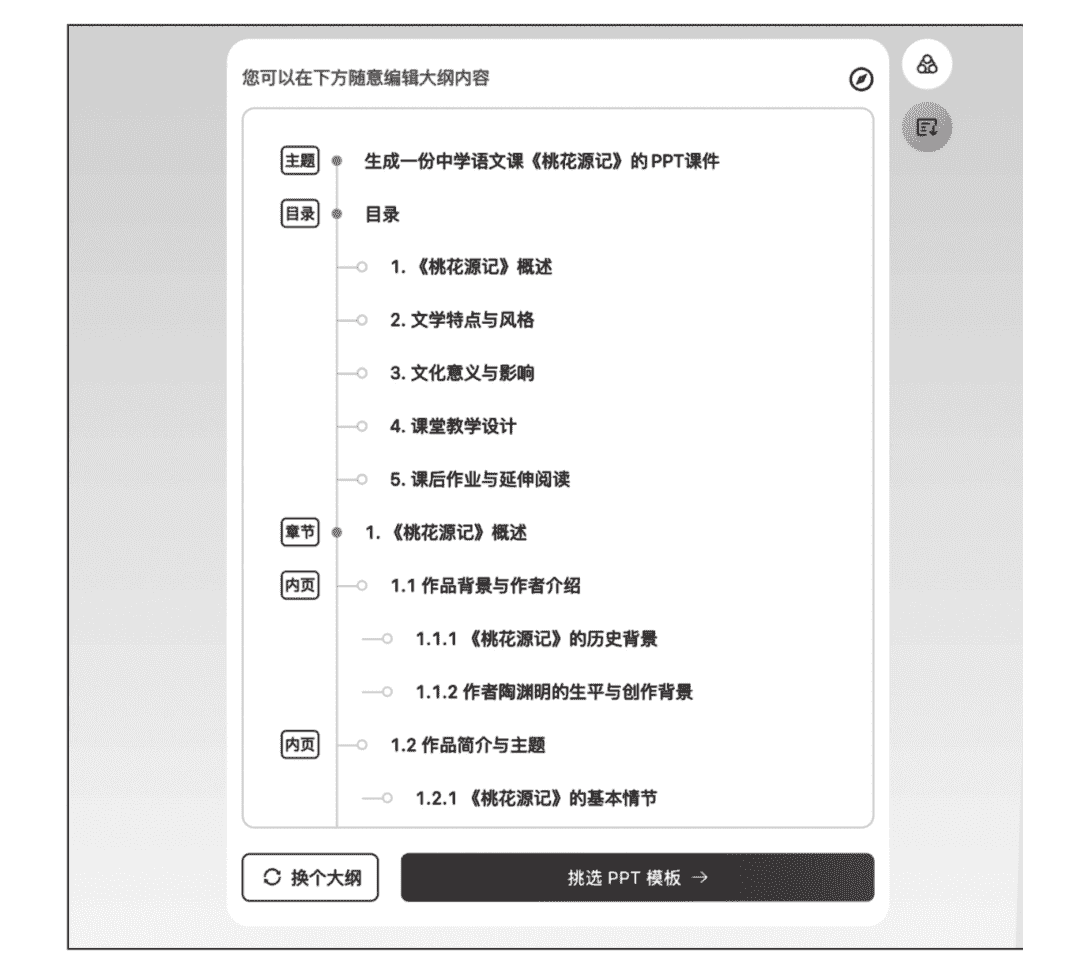 您可以在下方随意编辑大纲内容
主题 生成一份中学语文课《桃花源记》的PPT课件
目录 目录
1.《桃花源记》概述
2. 文学特点与风格
3. 文化意义与影响
4. 课堂教学设计
5. 课后作业与延伸阅读
章节 1.《桃花源记》概述
内页 1.1 作品背景与作者介绍
1.1.1 《桃花源记》的历史背景
1.1.2 作者陶渊明的生平与创作背景
内页 1.2 作品简介与主题
1.2.1 《桃花源记》的基本情节
换个大纲 挑选 PPT 模板 →